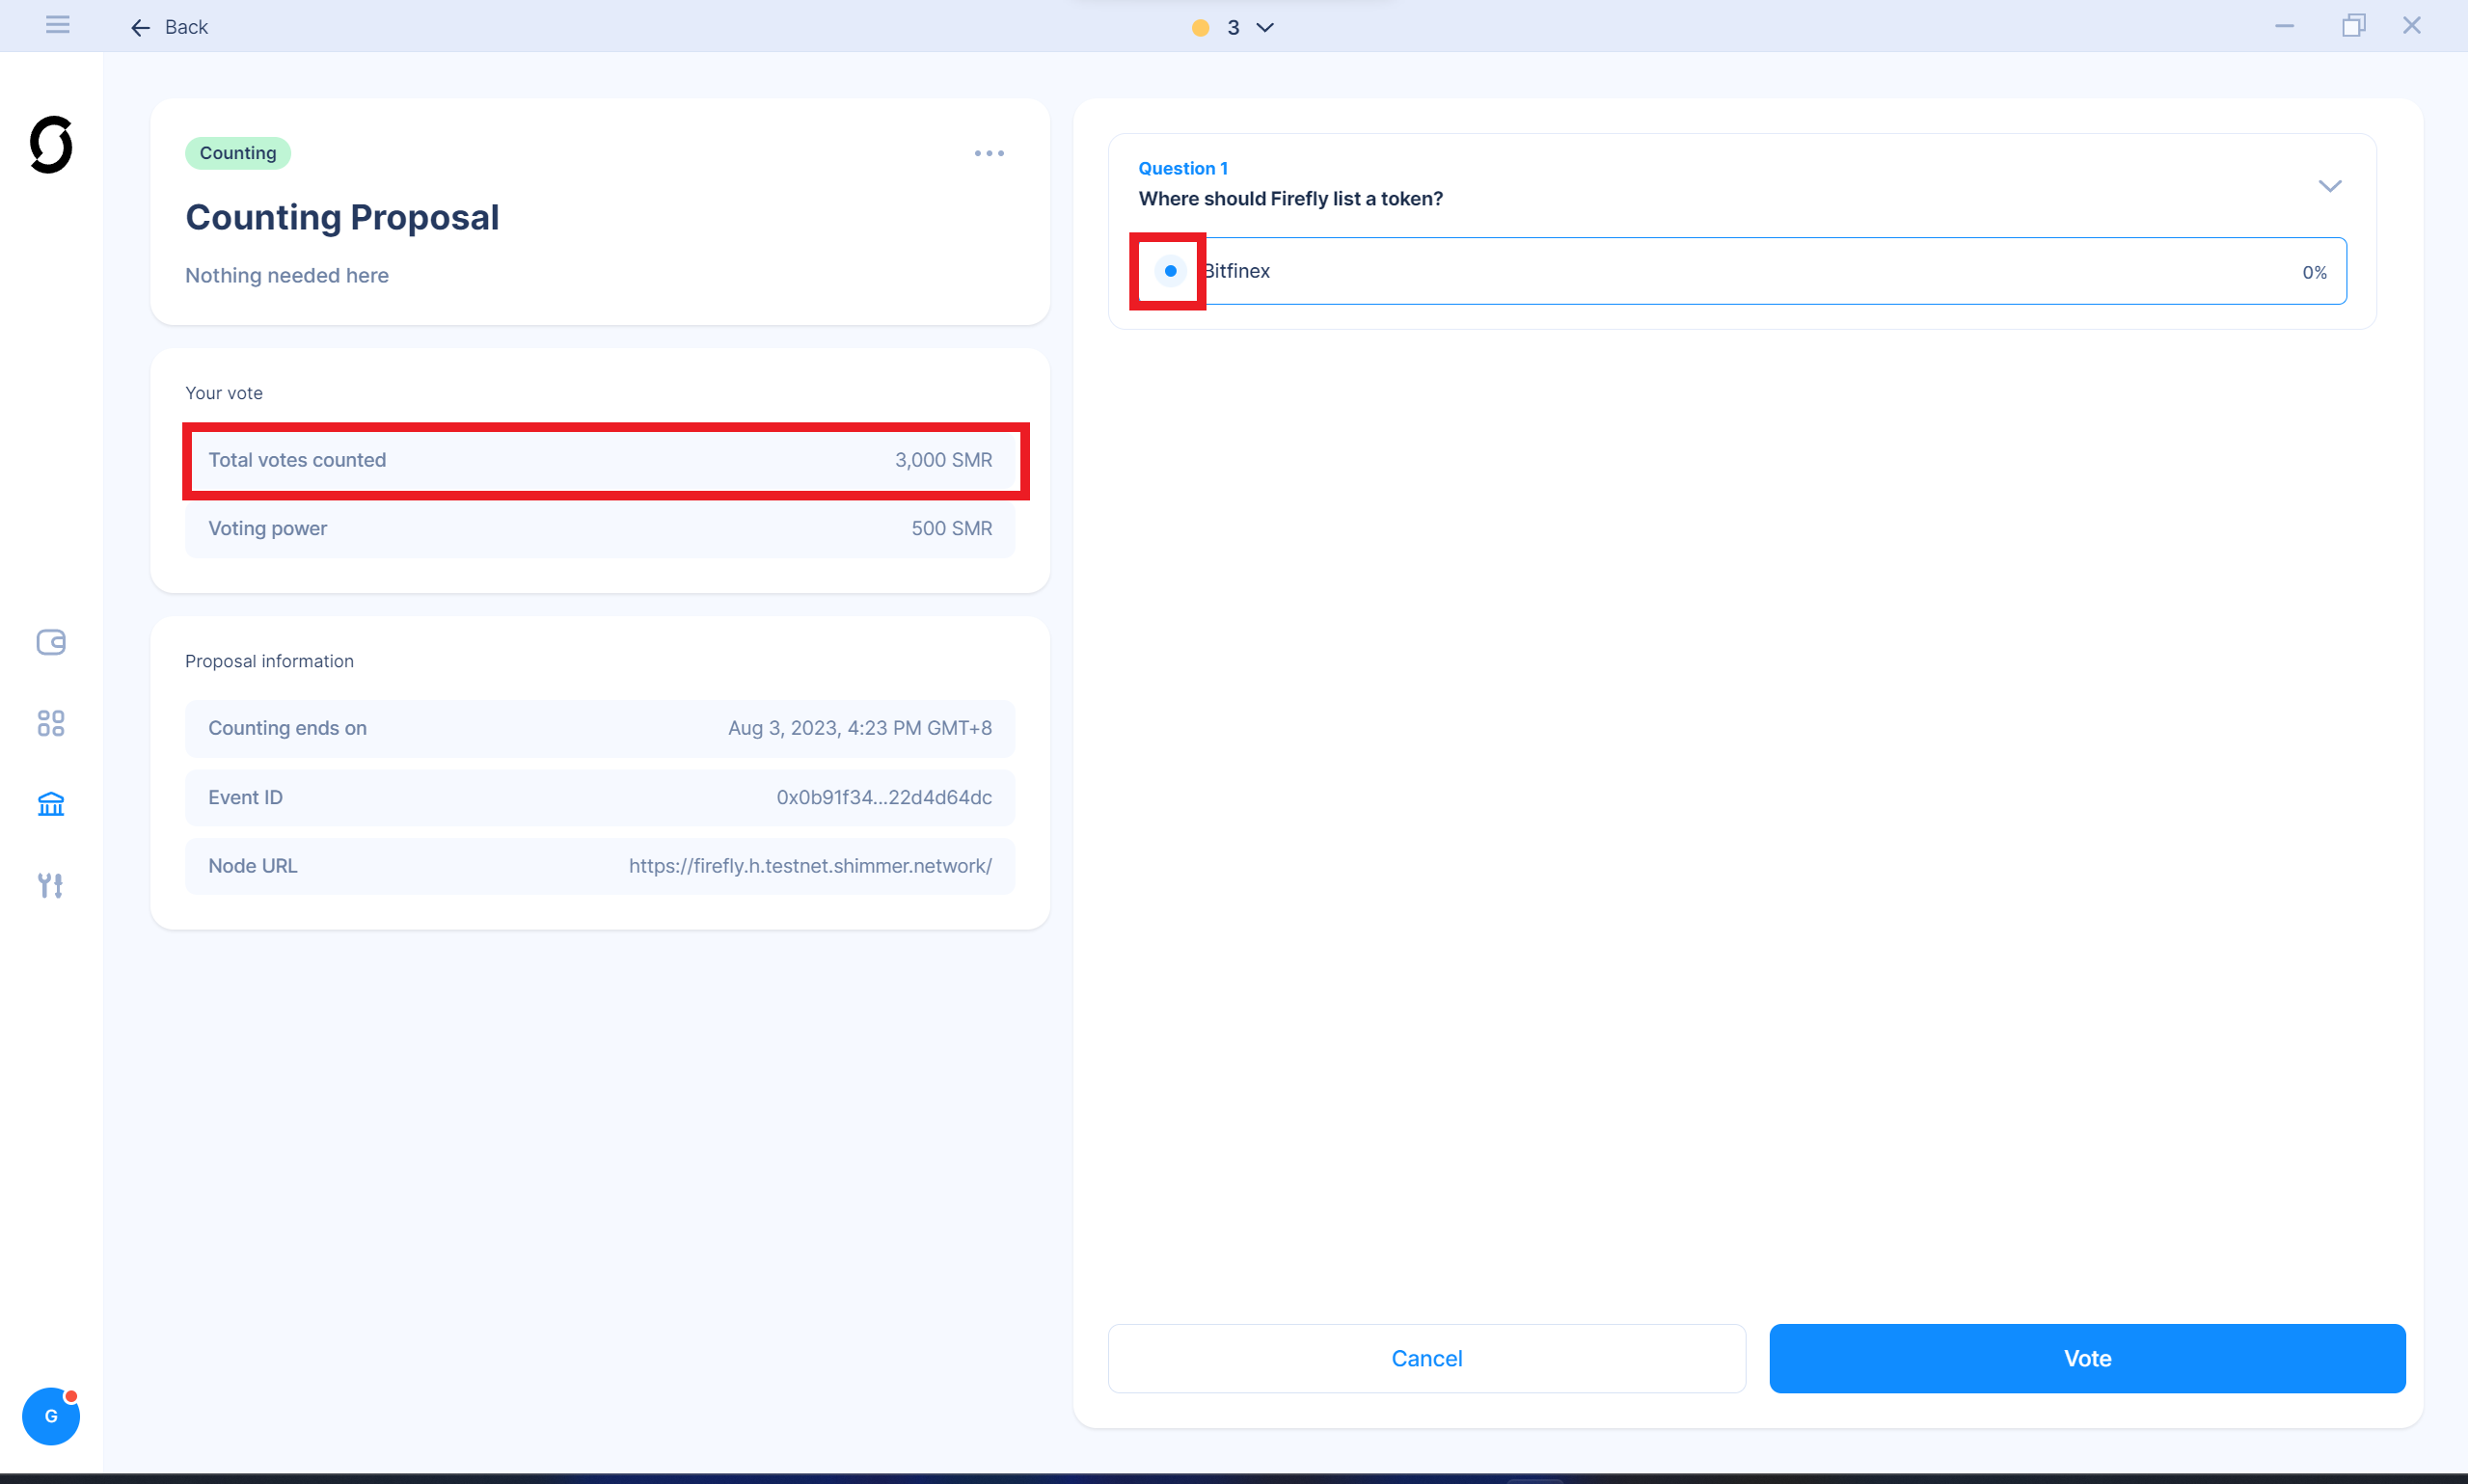 Back
3
Counting
Counting Proposal
Nothing needed here
Your vote
Total votes counted 3,000 SMR
Voting power 500 SMR
Proposal information
Counting ends on Aug 3, 2023, 4:23 PM GMT+8
Event ID 0x0b91f34...22d4d64dc
Node URL https://firefly.h.testnet.shimmer.network/
Question 1
Where should Firefly list a token?
Bitfinex 0%
Cancel
Vote
G